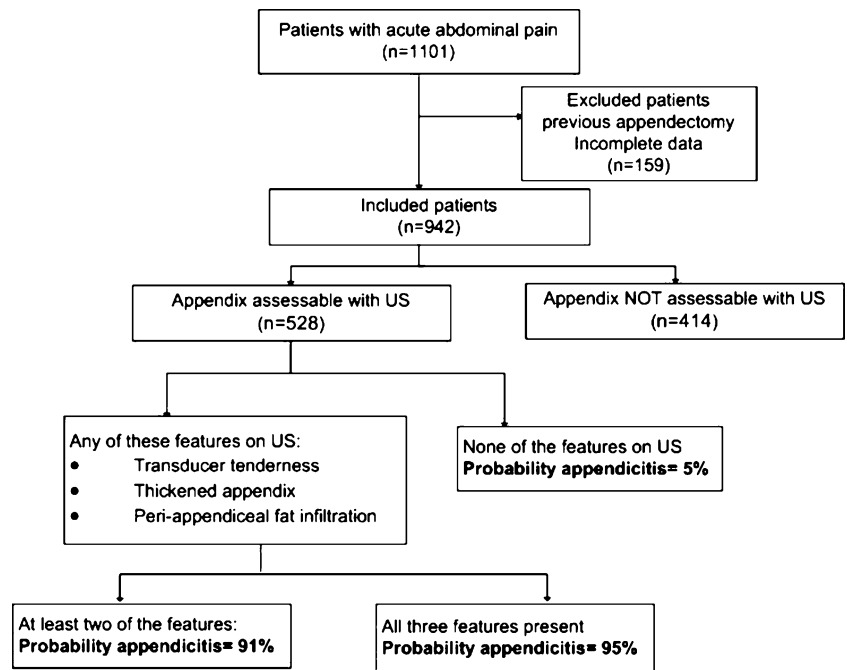 Patients with acute abdominal pain
(n=1101)
Excluded patients
previous appendectomy
Incomplete data
(n=159)
Included patients
(n=942)
Appendix assessable with US
(n=528)
Appendix NOT assessable with US
(n=414)
Any of these features on US:
● Transducer tenderness
● Thickened appendix
● Peri-appendiceal fat infiltration
None of the features on US
Probability appendicitis= 5%
At least two of the features:
Probability appendicitis= 91%
All three features present
Probability appendicitis= 95%